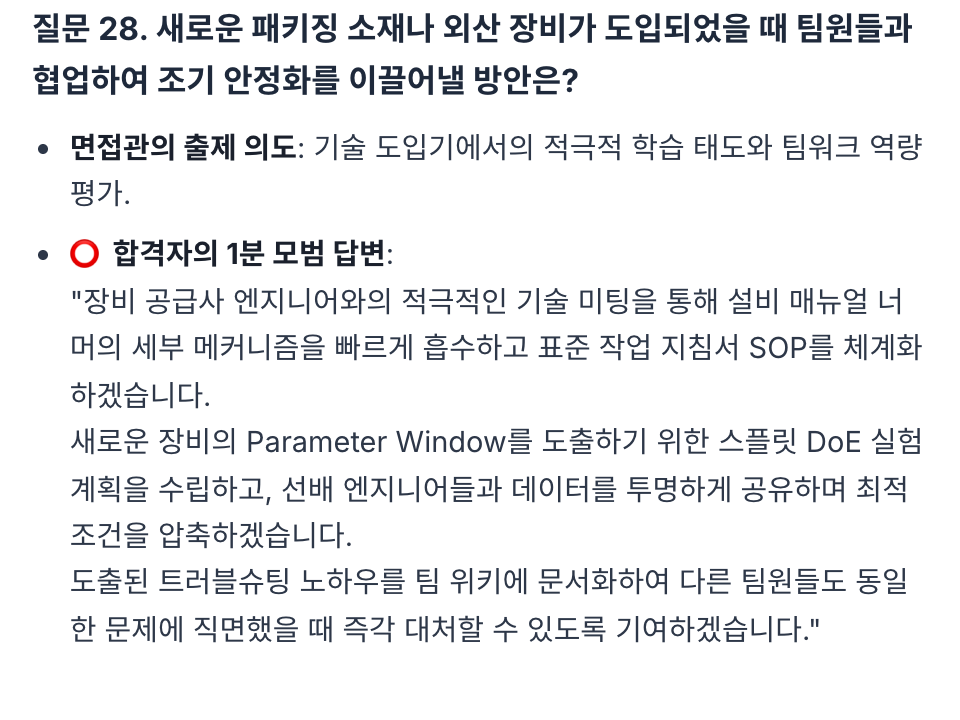 질문 28. 새로운 패키징 소재나 외산 장비가 도입되었을 때 팀원들과
협업하여 조기 안정화를 이끌어낼 방안은?
• 면접관의 출제 의도: 기술 도입기에서의 적극적 학습 태도와 팀워크 역량
평가.
• ⭕ 합격자의 1분 모범 답변:
"장비 공급사 엔지니어와의 적극적인 기술 미팅을 통해 설비 매뉴얼 너
머의 세부 메커니즘을 빠르게 흡수하고 표준 작업 지침서 SOP를 체계화
하겠습니다.
새로운 장비의 Parameter Window를 도출하기 위한 스플릿 DoE 실험
계획을 수립하고, 선배 엔지니어들과 데이터를 투명하게 공유하며 최적
조건을 압축하겠습니다.
도출된 트러블슈팅 노하우를 팀 위키에 문서화하여 다른 팀원들도 동일
한 문제에 직면했을 때 즉각 대처할 수 있도록 기여하겠습니다."